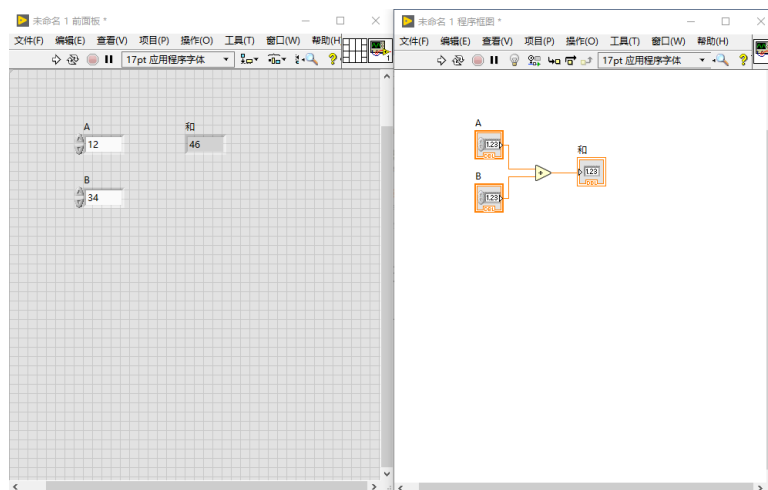 未命名 1 前面板 *
文件(F) 编辑(E) 查看(V) 项目(P) 操作(O) 工具(T) 窗口(W) 帮助(H
17pt 应用程序字体
1
A
12
和
46
B
34
未命名 1 程序框图 *
文件(F) 编辑(E) 查看(V) 项目(P) 操作(O) 工具(T) 窗口(W) 帮助(H
17pt 应用程序字体
A
1.23
DBL
B
1.23
DBL
和
1.23
DBL